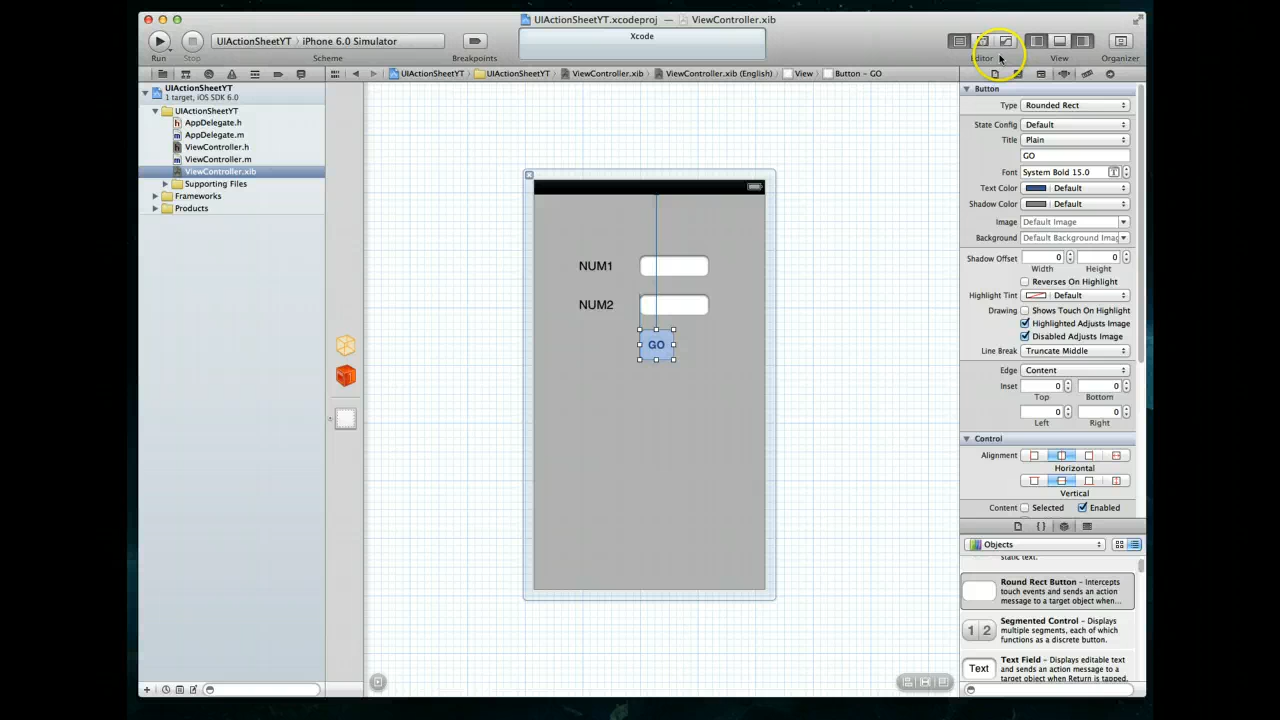 UIActionSheetYT.xcodeproj — ViewController.xib
UIActionSheetYT 〉 iPhone 6.0 Simulator
Xcode
Run
Stop
Scheme
Breakpoints
Editor
View
Organizer
UIActionSheetYT
UIActionSheetYT
ViewController.xib
ViewController.xib (English)
View
Button - GO
UIActionSheetYT
1 target, iOS SDK 6.0
UIActionSheetYT
AppDelegate.h
AppDelegate.m
ViewController.h
ViewController.m
ViewController.xib
Supporting Files
Frameworks
Products
NUM1
NUM2
GO
Button
Type Rounded Rect
State Config Default
Title Plain
GO
Font System Bold 15.0
Text Color Default
Shadow Color Default
Image Default Image
Background Default Background Imag
Shadow Offset 0 0
Width Height
Reverses On Highlight
Highlight Tint Default
Drawing Shows Touch On Highlight
Highlighted Adjusts Image
Disabled Adjusts Image
Line Break Truncate Middle
Edge Content
Inset 0 0
Top Bottom
0 0
Left Right
Control
Alignment
Horizontal
Vertical
Content Selected Enabled
Objects
static text.
Round Rect Button – Intercepts
touch events and sends an action
message to a target object when...
1 2
Segmented Control – Displays
multiple segments, each of which
functions as a discrete button.
Text
Text Field – Displays editable text
and sends an action message to a
target object when Return is tapped.